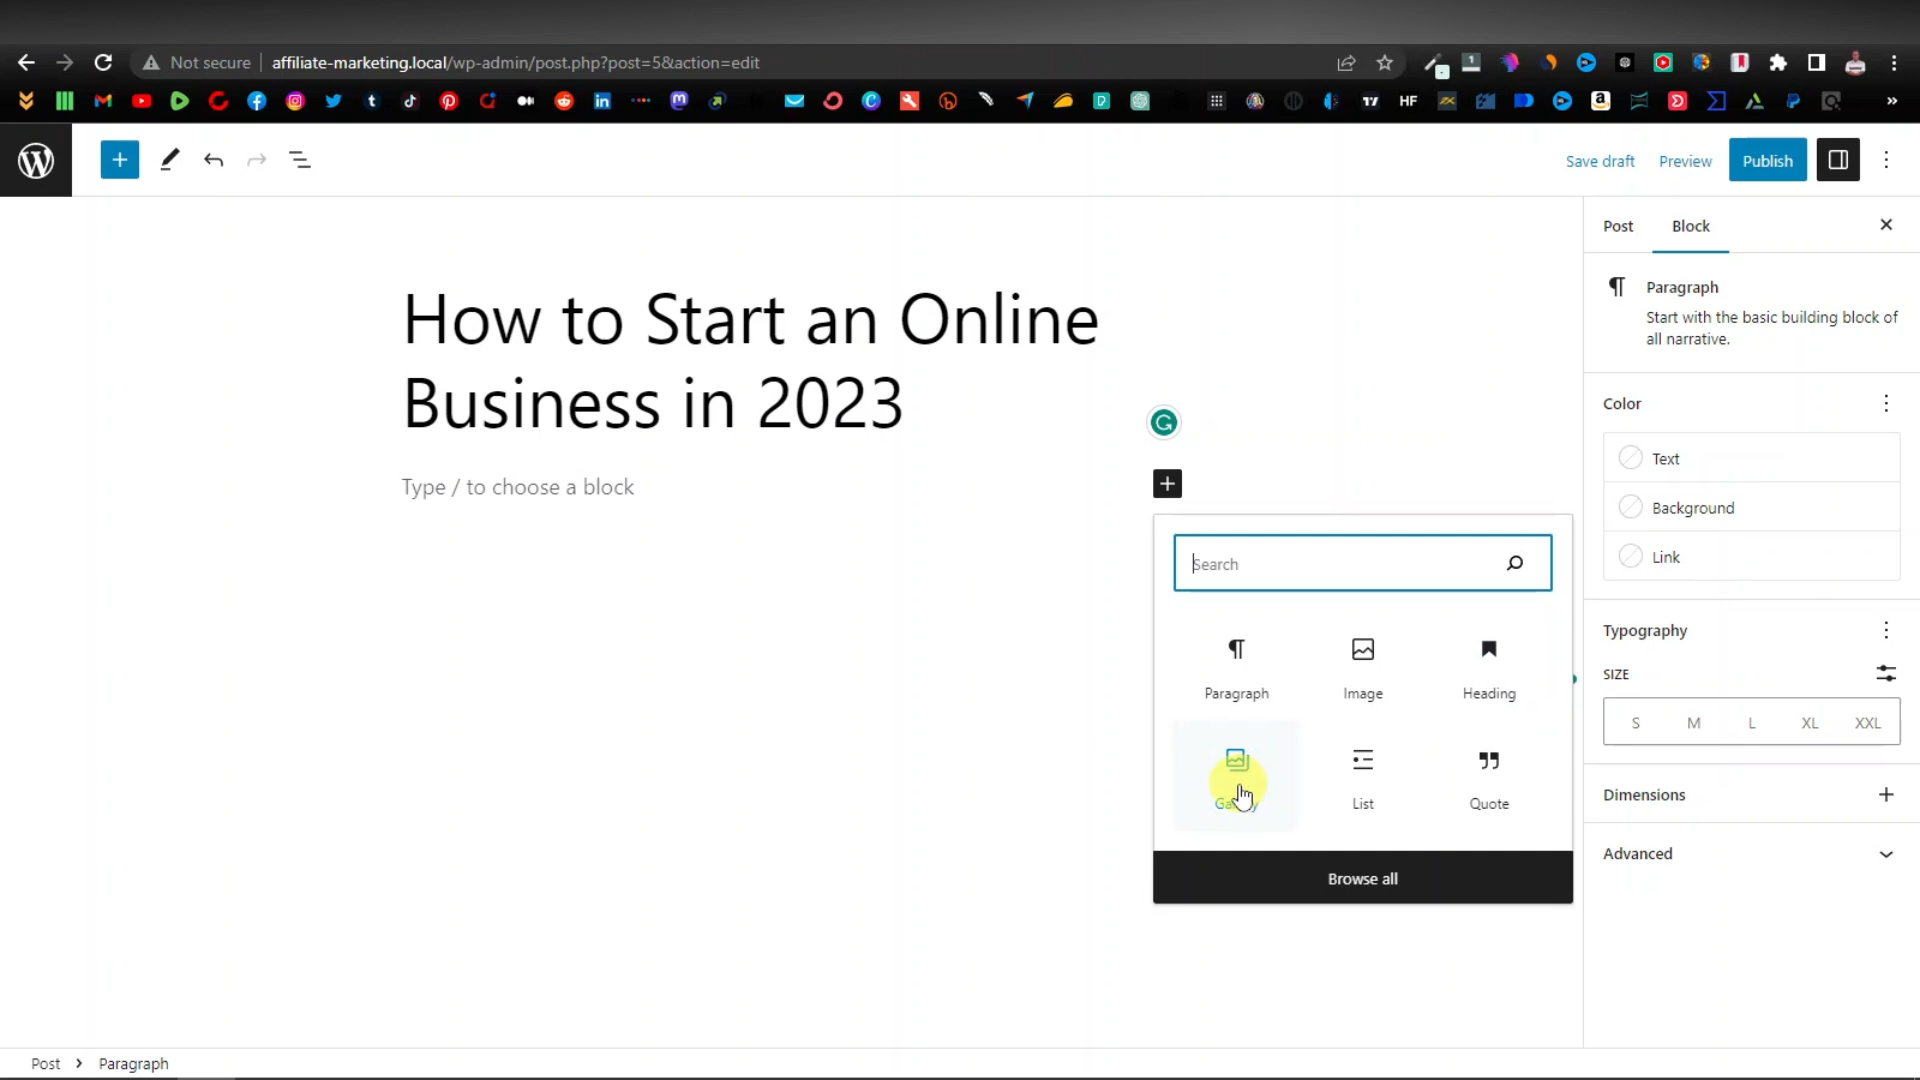 Not secure
affiliate-marketing.local/wp-admin/post.php?post=5&action=edit
Save draft
Preview
Publish
Post
Block
Paragraph
Start with the basic building block of
all narrative.
How to Start an Online
Business in 2023
Type / to choose a block
Search
Paragraph
Image
Heading
List
Quote
Browse all
Color
Text
Background
Link
Typography
SIZE
S M L XL XXL
Dimensions
Advanced
Post > Paragraph